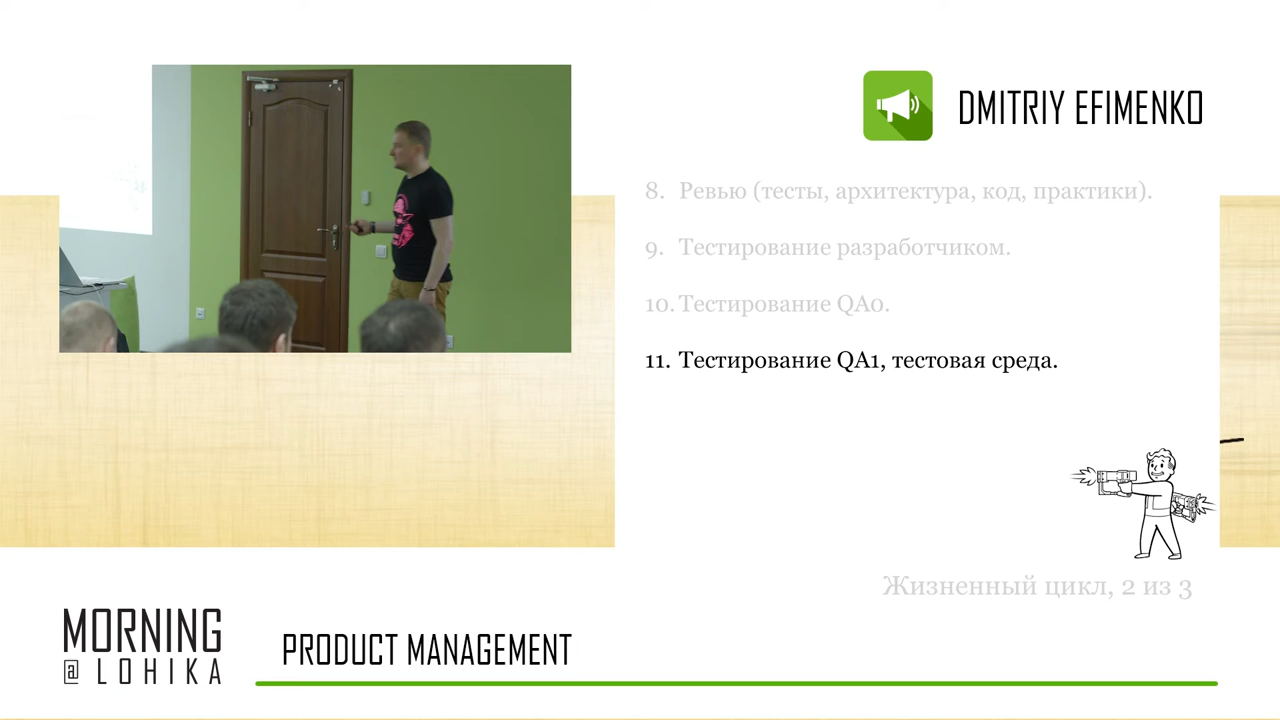 DMITRIY EFIMENKO
8. Ревью (тесты, архитектура, код, практики).
9. Тестирование разработчиком.
10. Тестирование QA0.
11. Тестирование QA1, тестовая среда.
Жизненный цикл, 2 из 3
MORNING
@ LOHIKA
PRODUCT MANAGEMENT